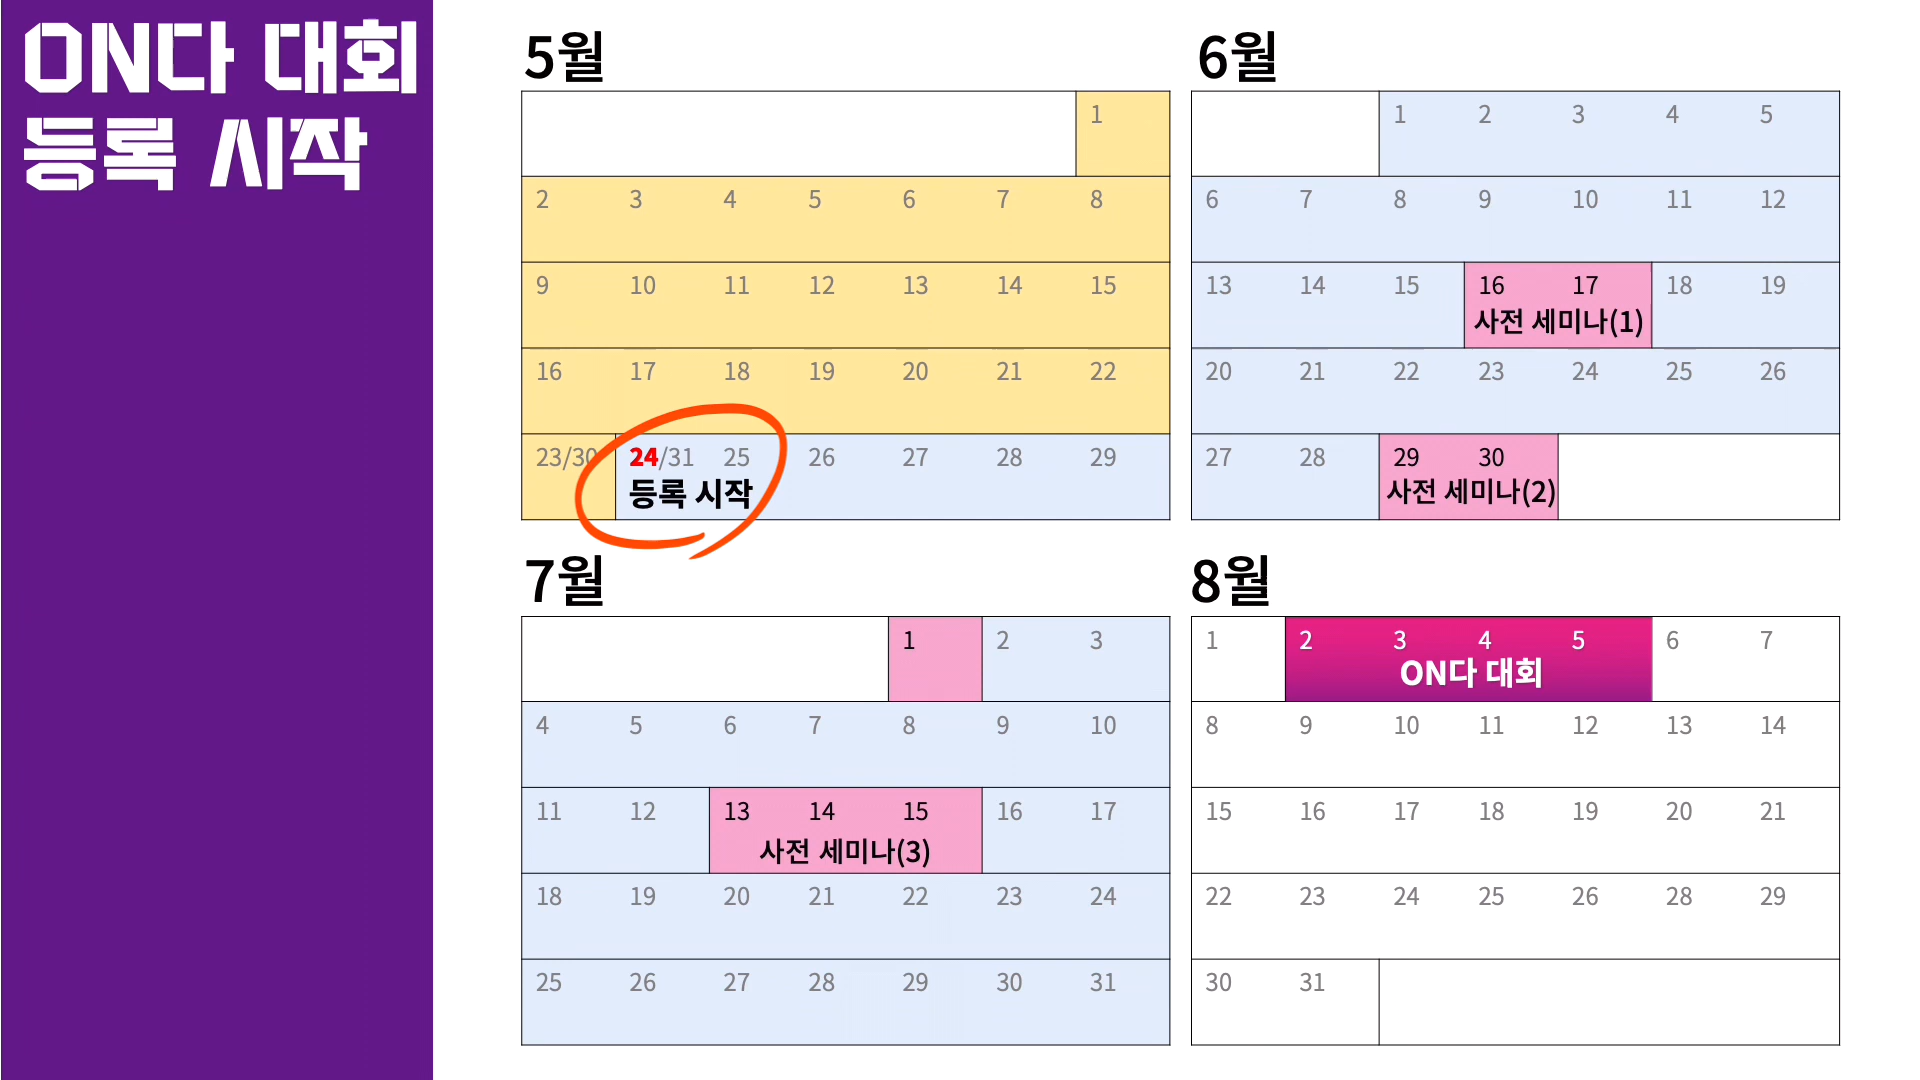 ON다 대회
등록 시작
5월
1
2 3 4 5 6 7 8
9 10 11 12 13 14 15
16 17 18 19 20 21 22
23/30 24/31 25 26 27 28 29
등록 시작
6월
1 2 3 4 5
6 7 8 9 10 11 12
13 14 15 16 17 18 19
사전 세미나(1)
20 21 22 23 24 25 26
27 28 29 30
사전 세미나(2)
7월
1 2 3
4 5 6 7 8 9 10
11 12 13 14 15 16 17
사전 세미나(3)
18 19 20 21 22 23 24
25 26 27 28 29 30 31
8월
1 2 3 4 5 6 7
ON다 대회
8 9 10 11 12 13 14
15 16 17 18 19 20 21
22 23 24 25 26 28 29
30 31